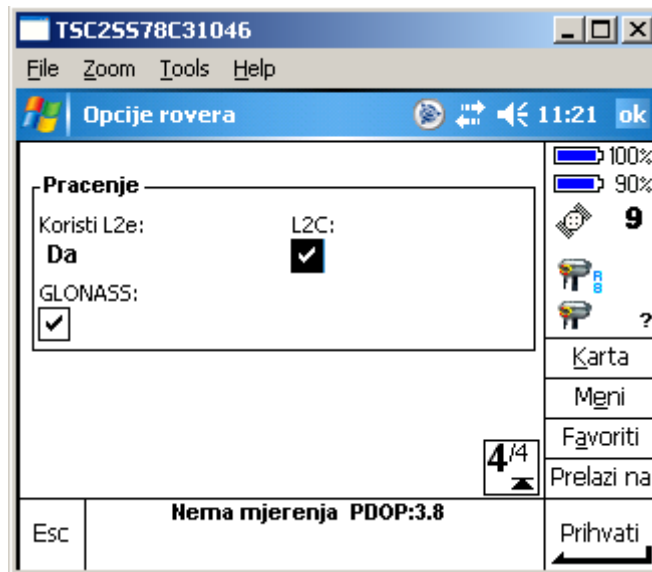 TSC2SS78C31046
File Zoom Tools Help
Opcije rovera 11:21 ok
100%
90%
Pracenje
Koristi L2e: L2C:
Da
9
GLONASS:
R8
?
Karta
Meni
Favoriti
4/4
Prelazi na
Nema mjerenja PDOP:3.8
Esc
Prihvati